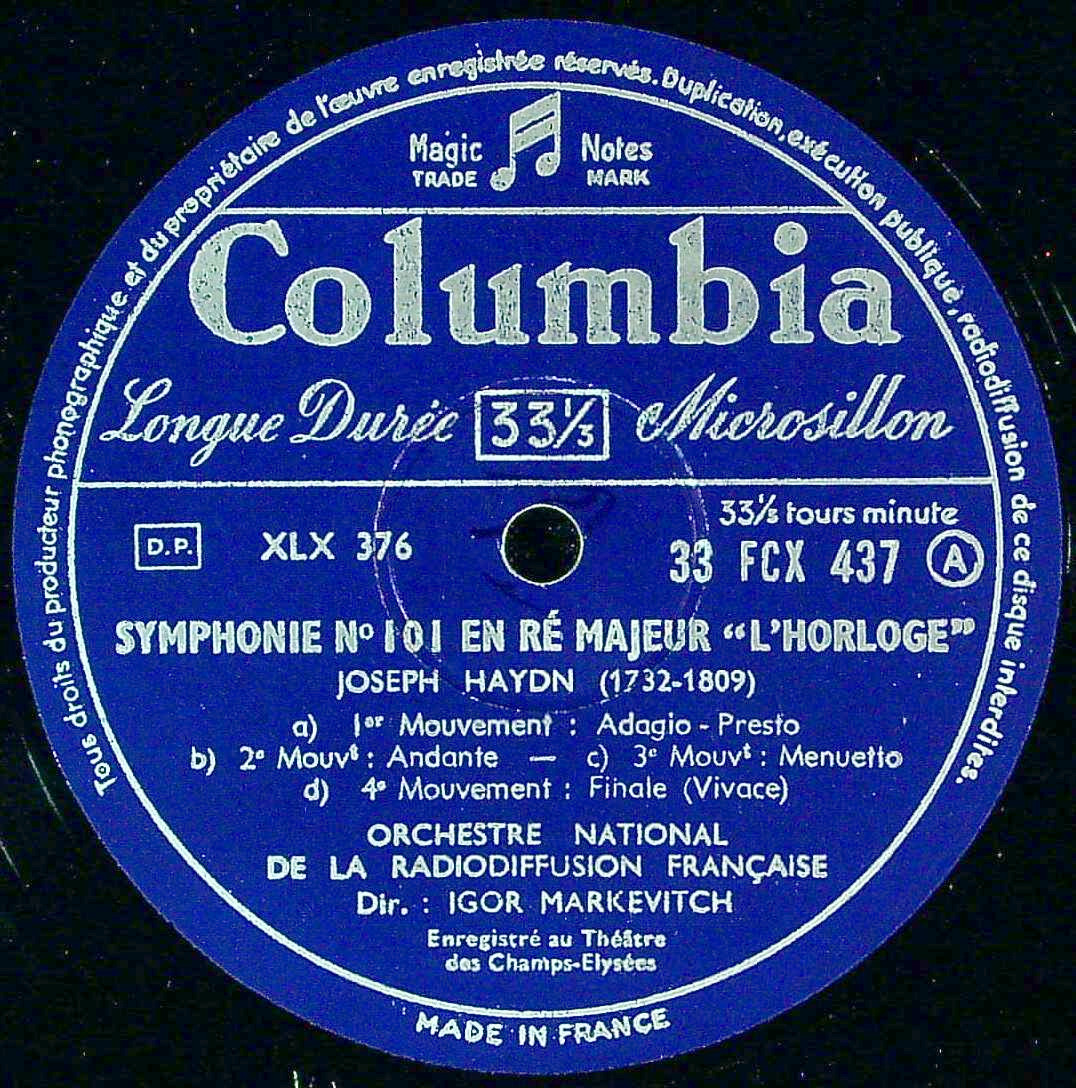 Tous droits du producteur phonographique et du propriétaire de l'œuvre enregistrée réservés. Duplication, exécution publique, radiodiffusion de ce disque interdites.
Magic Notes
TRADE MARK
Columbia
Longue Durée 33⅓ Microsillon
33⅓ tours minute
D.P. XLX 376 33 FCX 437 A
SYMPHONIE Nº 101 EN RÉ MAJEUR “L'HORLOGE”
JOSEPH HAYDN (1732-1809)
a) 1er Mouvement : Adagio - Presto
b) 2e Mouvt : Andante — c) 3e Mouvt : Menuetto
d) 4e Mouvement : Finale (Vivace)
ORCHESTRE NATIONAL
DE LA RADIODIFFUSION FRANÇAISE
Dir. : IGOR MARKEVITCH
Enregistré au Théâtre
des Champs-Elysées
MADE IN FRANCE